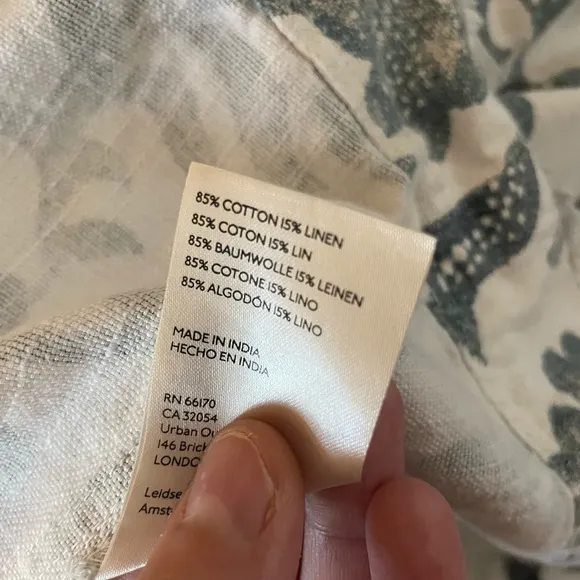 85% COTTON 15% LINEN
85% COTON 15% LIN
85% BAUMWOLLE 15% LEINEN
85% COTONE 15% LINO
85% ALGODÓN 15% LINO
MADE IN INDIA
HECHO EN INDIA
RN 66170
CA 32054
Urban
146
LONDON